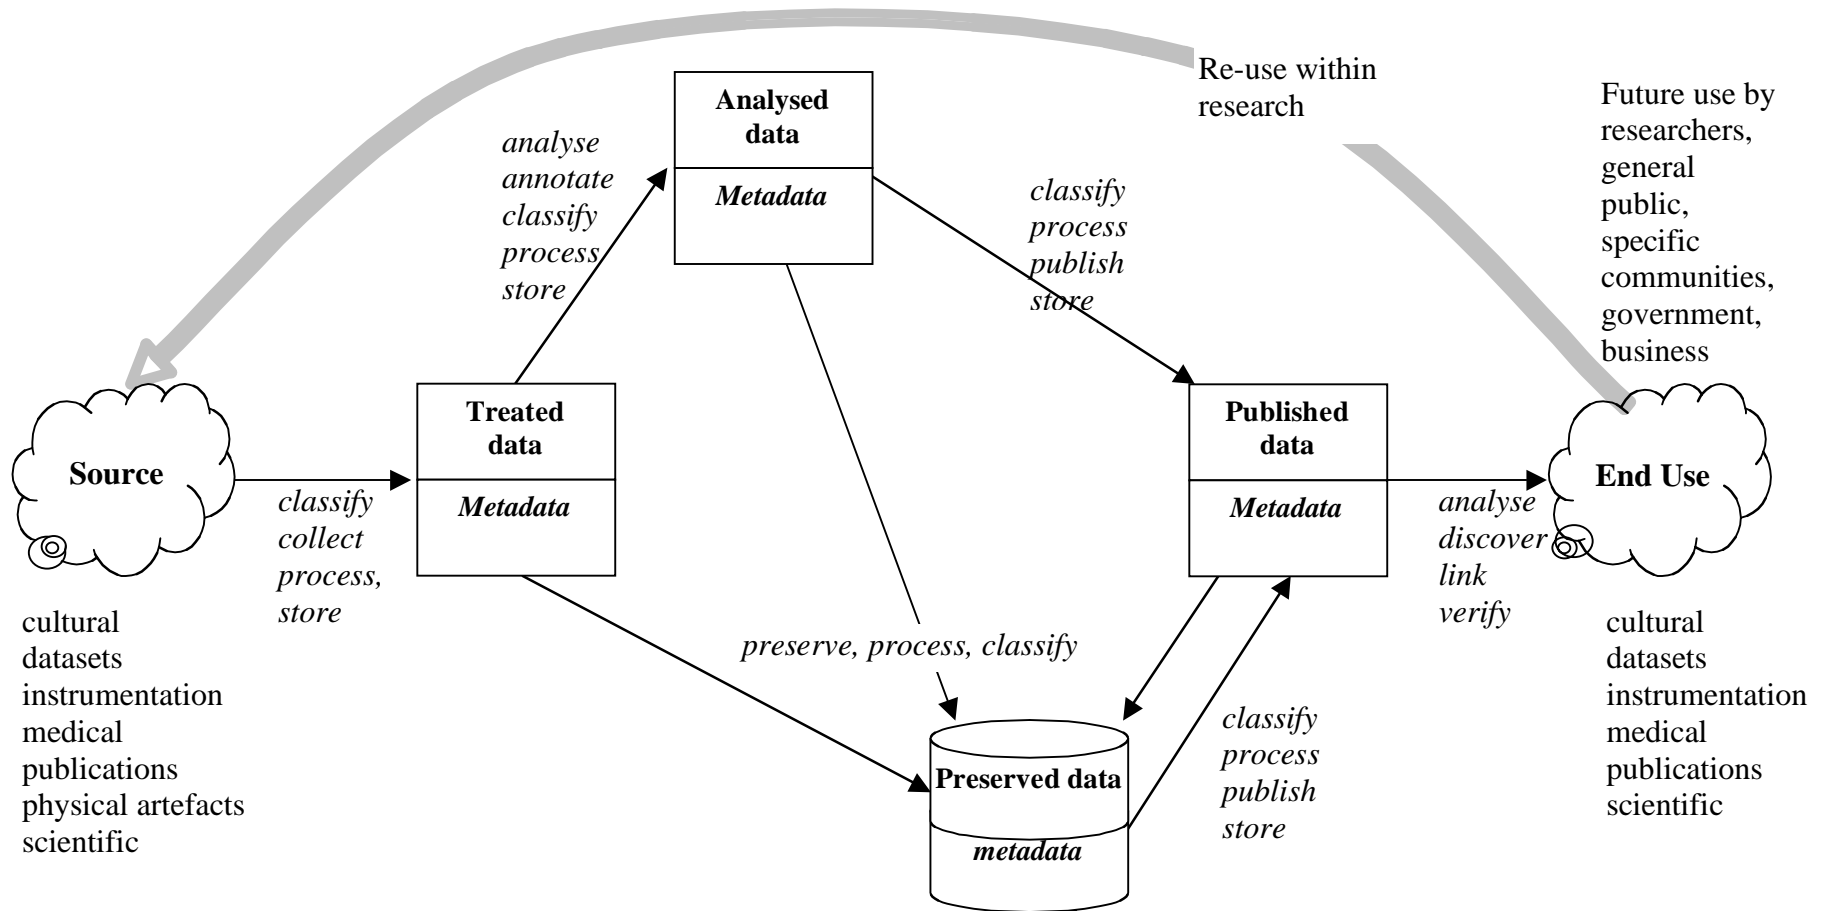 Re-use within
research
Future use by
researchers,
general
public,
specific
communities,
government,
business
Analysed
data
Metadata
analyse
annotate
classify
process
store
classify
process
publish
store
Source
classify
collect
process,
store
Treated
data
Metadata
Published
data
Metadata
analyse
discover
link
verify
End Use
cultural
datasets
instrumentation
medical
publications
physical artefacts
scientific
preserve, process, classify
Preserved data
metadata
classify
process
publish
store
cultural
datasets
instrumentation
medical
publications
scientific